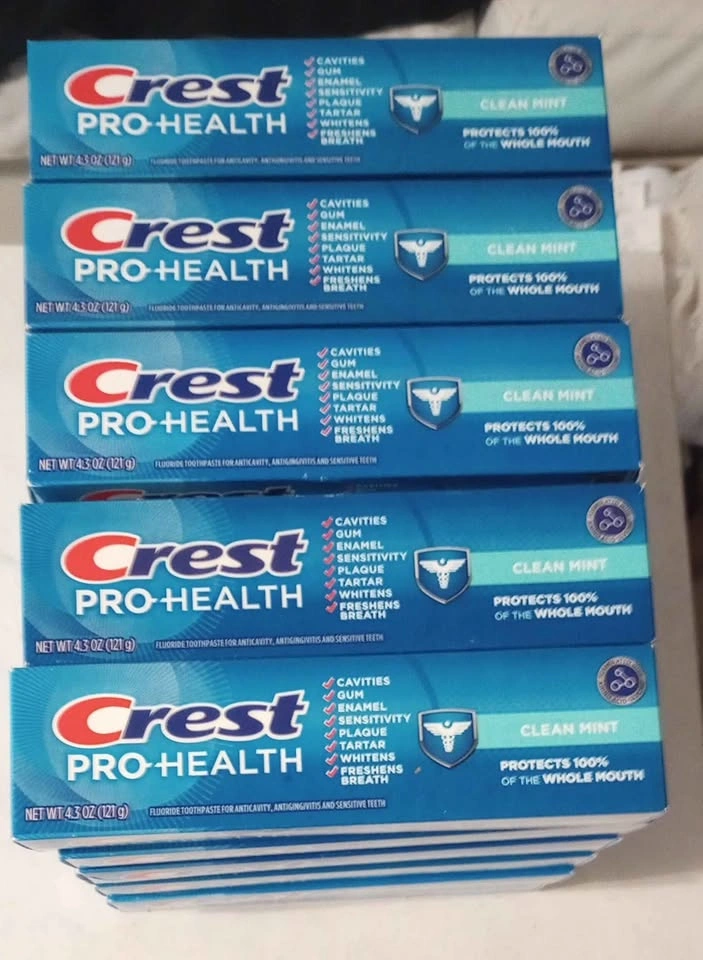 Crest
PRO-HEALTH
CAVITIES
GUM
ENAMEL
SENSITIVITY
PLAQUE
TARTAR
WHITENS
FRESHENS
BREATH
CLEAN MINT
PROTECTS 100%
OF THE WHOLE MOUTH
NET WT 4.3 OZ (121 g)
FLUORIDE TOOTHPASTE FOR ANTICAVITY, ANTIGINGIVITIS AND SENSITIVE TEETH
Crest
PRO-HEALTH
CAVITIES
GUM
ENAMEL
SENSITIVITY
PLAQUE
TARTAR
WHITENS
FRESHENS
BREATH
CLEAN MINT
PROTECTS 100%
OF THE WHOLE MOUTH
NET WT 4.3 OZ (121 g)
FLUORIDE TOOTHPASTE FOR ANTICAVITY, ANTIGINGIVITIS AND SENSITIVE TEETH
Crest
PRO-HEALTH
CAVITIES
GUM
ENAMEL
SENSITIVITY
PLAQUE
TARTAR
WHITENS
FRESHENS
BREATH
CLEAN MINT
PROTECTS 100%
OF THE WHOLE MOUTH
NET WT 4.3 OZ (121 g)
FLUORIDE TOOTHPASTE FOR ANTICAVITY, ANTIGINGIVITIS AND SENSITIVE TEETH
Crest
Crest
PRO-HEALTH
CAVITIES
GUM
ENAMEL
SENSITIVITY
PLAQUE
TARTAR
WHITENS
FRESHENS
BREATH
CLEAN MINT
PROTECTS 100%
OF THE WHOLE MOUTH
NET WT 4.3 OZ (121 g)
FLUORIDE TOOTHPASTE FOR ANTICAVITY, ANTIGINGIVITIS AND SENSITIVE TEETH
Crest
PRO-HEALTH
CAVITIES
GUM
ENAMEL
SENSITIVITY
PLAQUE
TARTAR
WHITENS
FRESHENS
BREATH
CLEAN MINT
PROTECTS 100%
OF THE WHOLE MOUTH
NET WT 4.3 OZ (121 g)
FLUORIDE TOOTHPASTE FOR ANTICAVITY, ANTIGINGIVITIS AND SENSITIVE TEETH